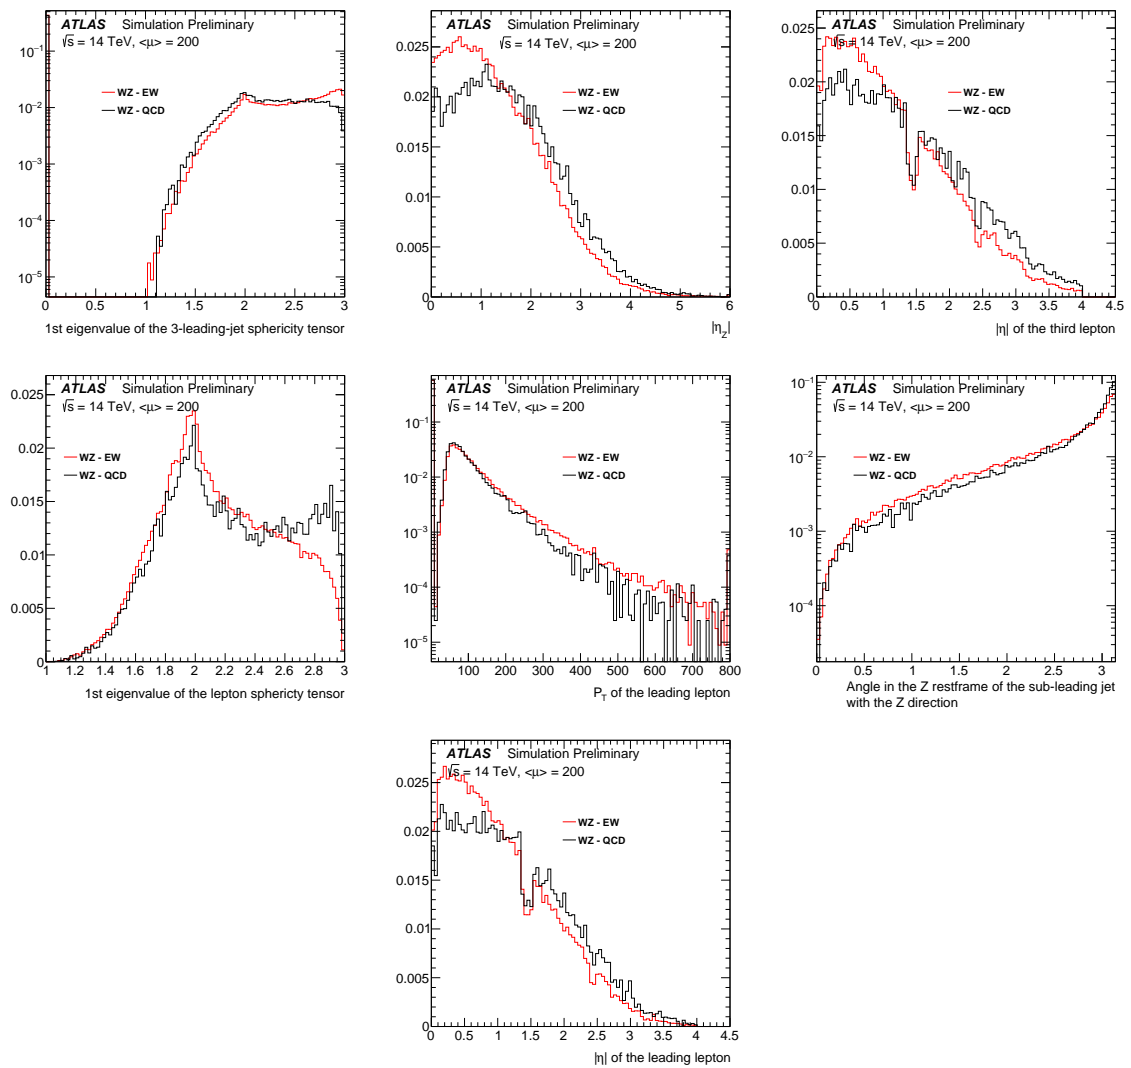 ATLAS Simulation Preliminary
√s = 14 TeV, <μ> = 200
WZ - EW
WZ - QCD
10⁻¹
10⁻²
10⁻³
10⁻⁴
10⁻⁵
0 0.5 1 1.5 2 2.5 3
1st eigenvalue of the 3-leading-jet sphericity tensor
ATLAS Simulation Preliminary
√s = 14 TeV, <μ> = 200
WZ - EW
WZ - QCD
0.025
0.02
0.015
0.01
0.005
0
0 1 2 3 4 5 6
|η_Z|
ATLAS Simulation Preliminary
√s = 14 TeV, <μ> = 200
WZ - EW
WZ - QCD
0.025
0.02
0.015
0.01
0.005
0
0 0.5 1 1.5 2 2.5 3 3.5 4 4.5
|η| of the third lepton
ATLAS Simulation Preliminary
√s = 14 TeV, <μ> = 200
WZ - EW
WZ - QCD
0.025
0.02
0.015
0.01
0.005
0
1 1.2 1.4 1.6 1.8 2 2.2 2.4 2.6 2.8 3
1st eigenvalue of the lepton sphericity tensor
ATLAS Simulation Preliminary
√s = 14 TeV, <μ> = 200
WZ - EW
WZ - QCD
10⁻¹
10⁻²
10⁻³
10⁻⁴
10⁻⁵
100 200 300 400 500 600 700 800
P_T of the leading lepton
ATLAS Simulation Preliminary
√s = 14 TeV, <μ> = 200
WZ - EW
WZ - QCD
10⁻¹
10⁻²
10⁻³
10⁻⁴
0 0.5 1 1.5 2 2.5 3
Angle in the Z restframe of the sub-leading jet
with the Z direction
ATLAS Simulation Preliminary
√s = 14 TeV, <μ> = 200
WZ - EW
WZ - QCD
0.025
0.02
0.015
0.01
0.005
0
0 0.5 1 1.5 2 2.5 3 3.5 4 4.5
|η| of the leading lepton